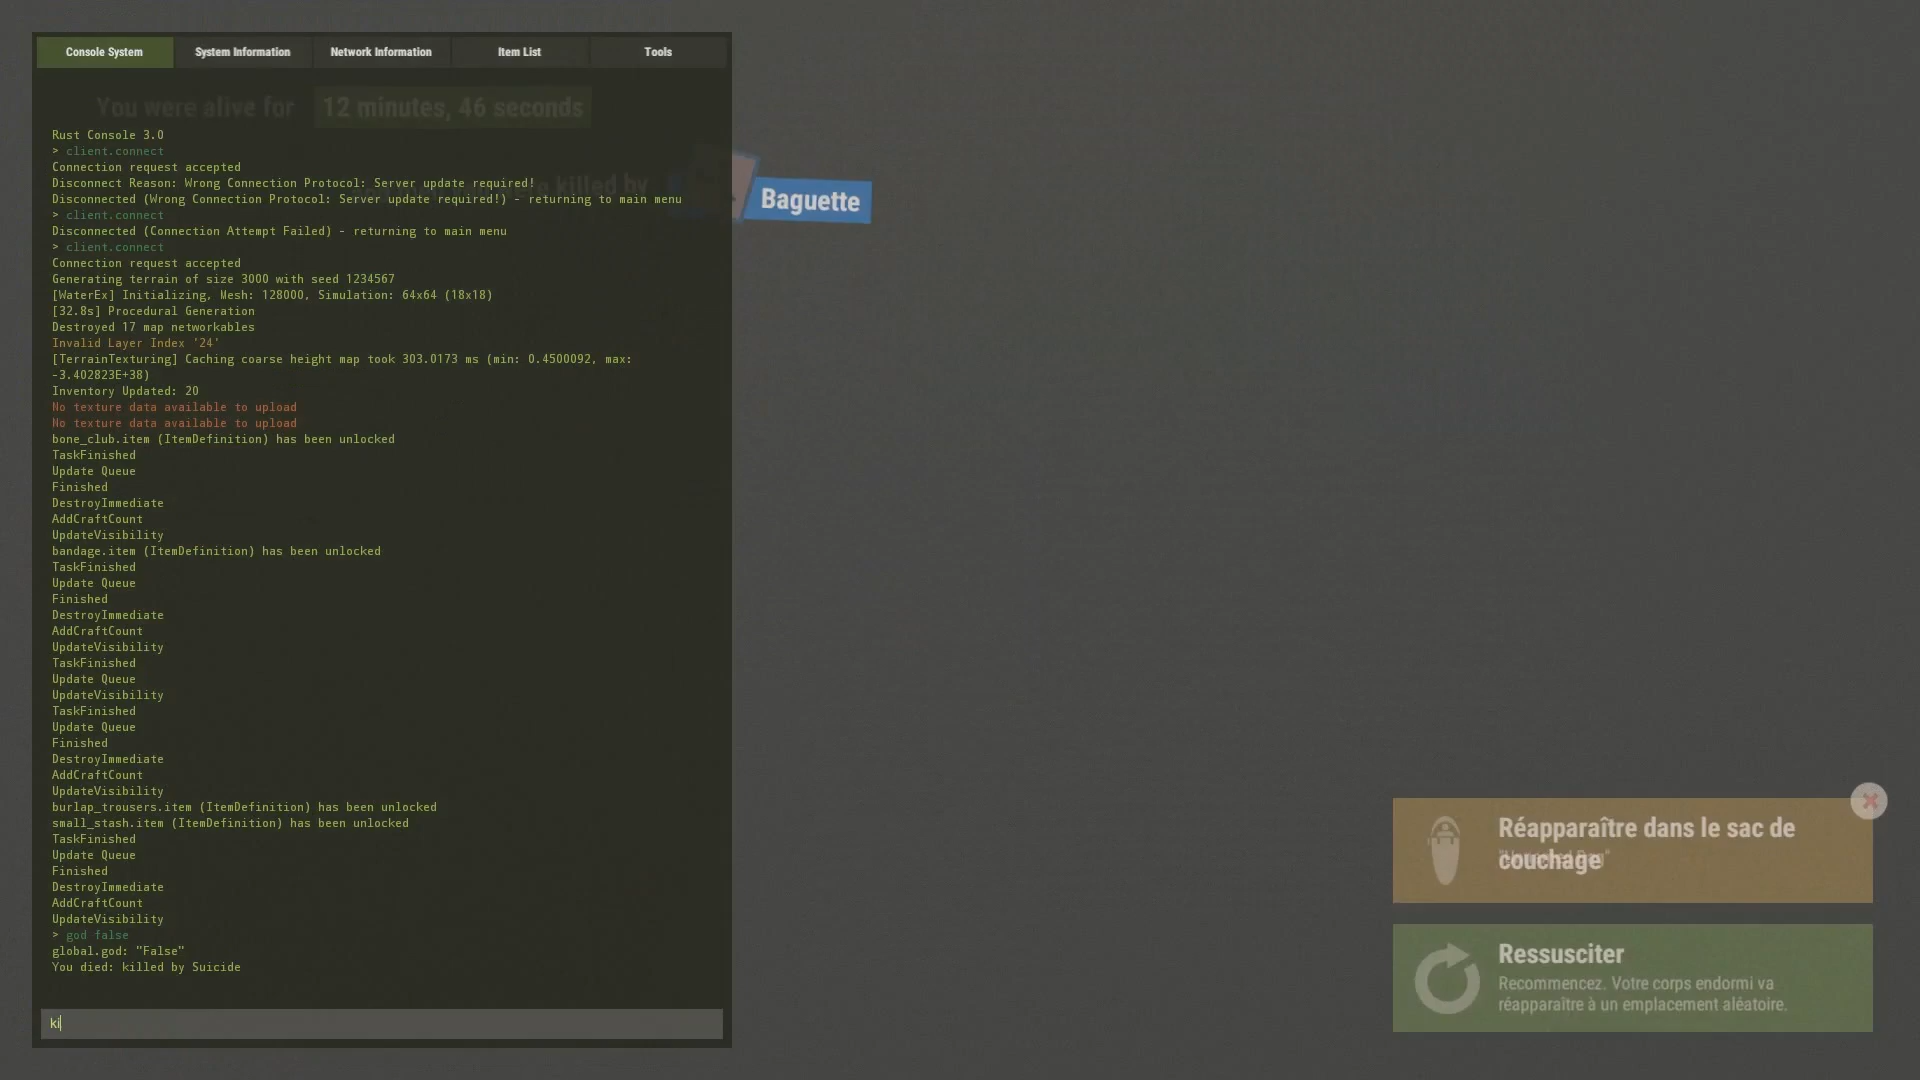 Console System
System Information
Network Information
Item List
Tools
You were alive for 12 minutes, 46 seconds
killed by
Baguette
Rust Console 3.0
> client.connect
Connection request accepted
Disconnect Reason: Wrong Connection Protocol: Server update required!
Disconnected (Wrong Connection Protocol: Server update required!) - returning to main menu
> client.connect
Disconnected (Connection Attempt Failed) - returning to main menu
> client.connect
Connection request accepted
Generating terrain of size 3000 with seed 1234567
[WaterEx] Initializing, Mesh: 128000, Simulation: 64x64 (18x18)
[32.8s] Procedural Generation
Destroyed 17 map networkables
Invalid Layer Index '24'
[TerrainTexturing] Caching coarse height map took 303.0173 ms (min: 0.4500092, max:
-3.402823E+38)
Inventory Updated: 20
No texture data available to upload
No texture data available to upload
bone_club.item (ItemDefinition) has been unlocked
TaskFinished
Update Queue
Finished
DestroyImmediate
AddCraftCount
UpdateVisibility
bandage.item (ItemDefinition) has been unlocked
TaskFinished
Update Queue
Finished
DestroyImmediate
AddCraftCount
UpdateVisibility
TaskFinished
Update Queue
UpdateVisibility
TaskFinished
Update Queue
Finished
DestroyImmediate
AddCraftCount
UpdateVisibility
burlap_trousers.item (ItemDefinition) has been unlocked
small_stash.item (ItemDefinition) has been unlocked
TaskFinished
Update Queue
Finished
DestroyImmediate
AddCraftCount
UpdateVisibility
> god false
global.god: "False"
You died: killed by Suicide
ki
Réapparaître dans le sac de
couchage
Ressusciter
Recommencez. Votre corps endormi va
réapparaître à un emplacement aléatoire.